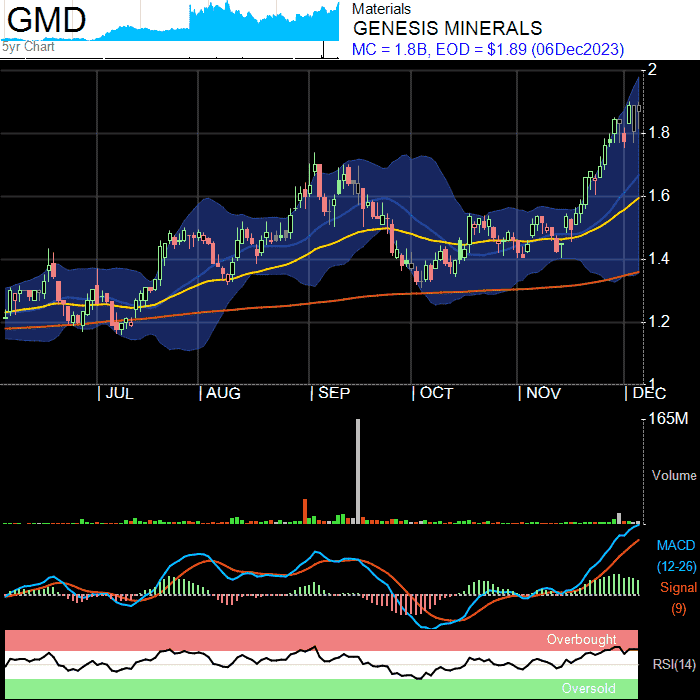 GMD
5yr Chart
Materials
GENESIS MINERALS
MC = 1.8B, EOD = $1.89 (06Dec2023)
2
1.8
1.6
1.4
1.2
1
| JUL | AUG | SEP | OCT | NOV | DEC
165M
Volume
MACD
(12-26)
Signal
(9)
Overbought
RSI(14)
Oversold